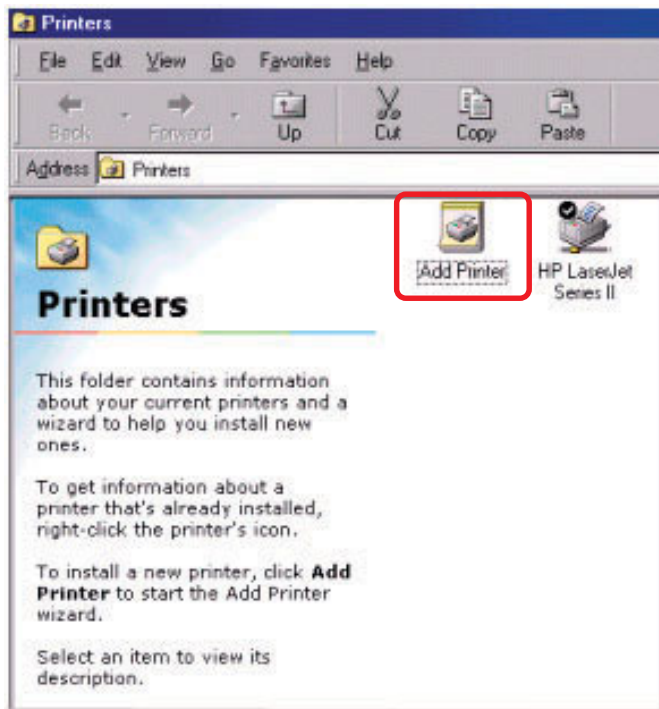 Printers
File Edit View Go Favorites Help
Back Forward Up Cut Copy Paste
Address Printers
Add Printer
HP LaserJet
Series II
Printers
This folder contains information
about your current printers and a
wizard to help you install new
ones.
To get information about a
printer that's already installed,
right-click the printer's icon.
To install a new printer, click Add
Printer to start the Add Printer
wizard.
Select an item to view its
description.